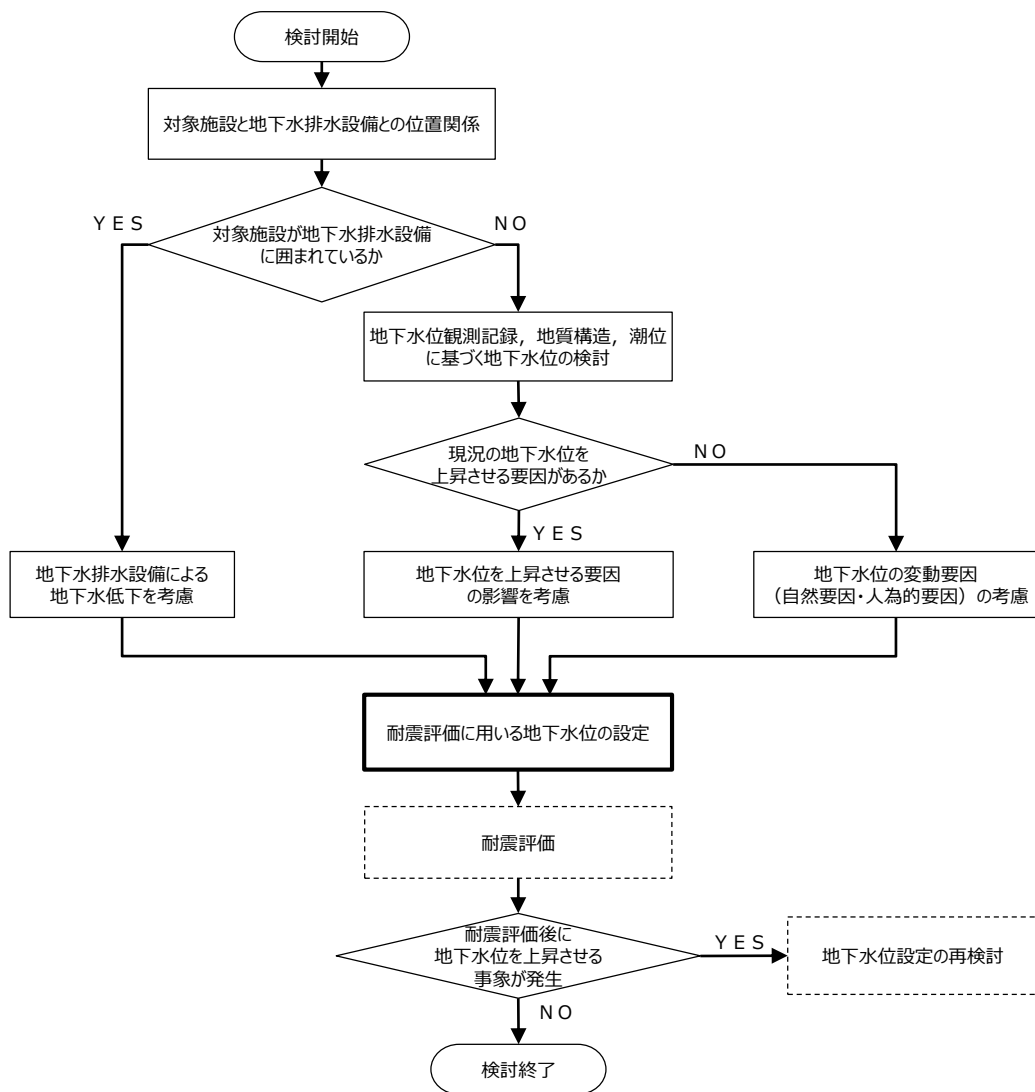 検討開始
対象施設と地下水排水設備との位置関係
YES
NO
対象施設が地下水排水設備
に囲まれているか
地下水位観測記録，地質構造，潮位
に基づく地下水位の検討
現況の地下水位を
上昇させる要因があるか
NO
YES
地下水排水設備による
地下水低下を考慮
地下水位を上昇させる要因
の影響を考慮
地下水位の変動要因
（自然要因・人為的要因）の考慮
耐震評価に用いる地下水位の設定
耐震評価
耐震評価後に
地下水位を上昇させる
事象が発生
YES
地下水位設定の再検討
NO
検討終了